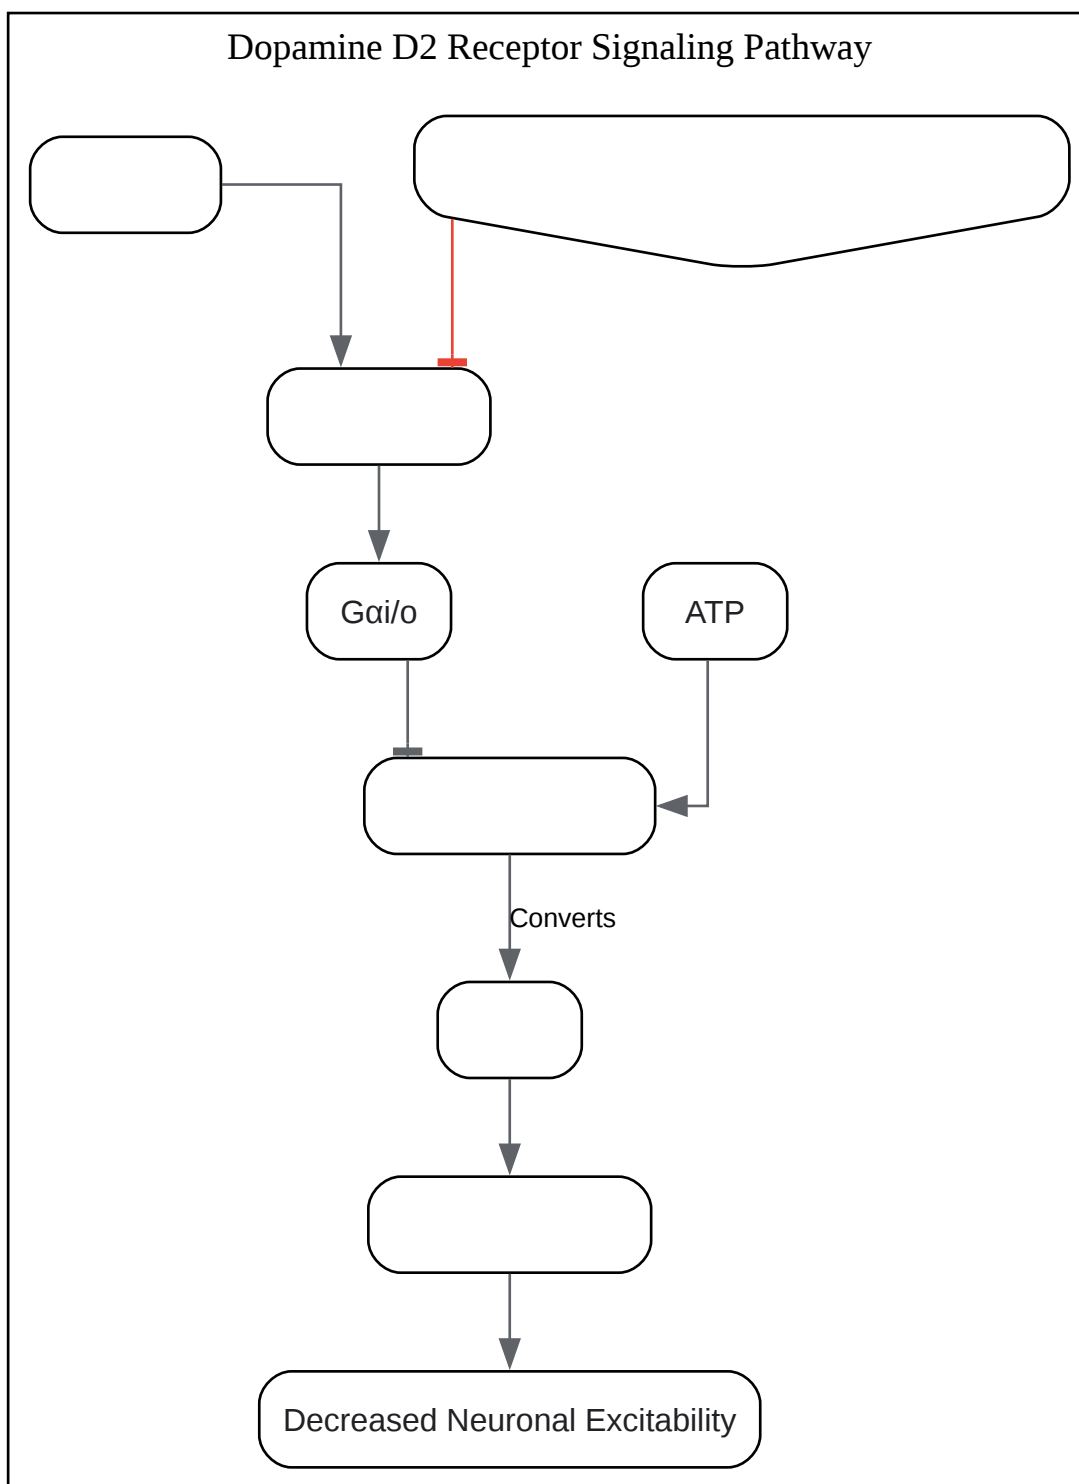 Dopamine D2 Receptor Signaling Pathway
Gαi/o
ATP
Converts
Decreased Neuronal Excitability